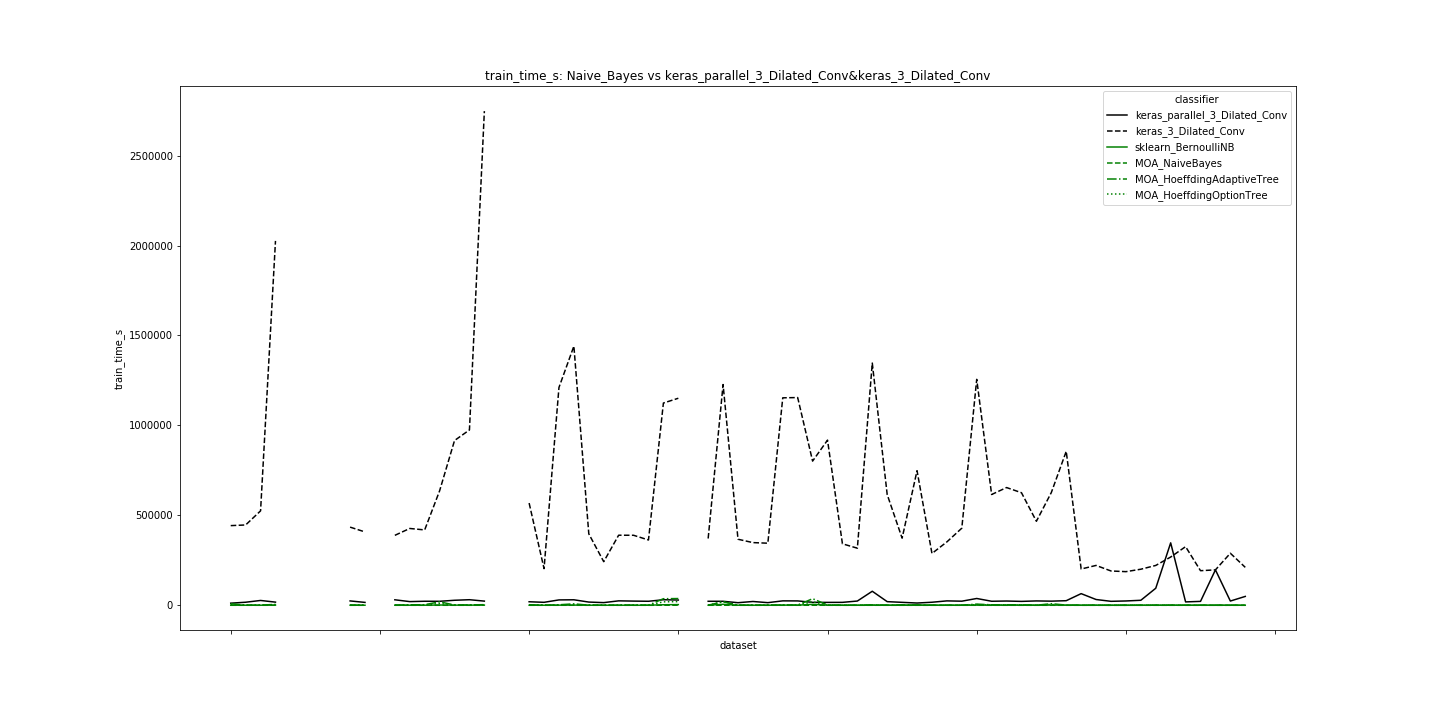 train_time_s: Naive_Bayes vs keras_parallel_3_Dilated_Conv&keras_3_Dilated_Conv
classifier
keras_parallel_3_Dilated_Conv
keras_3_Dilated_Conv
sklearn_BernoulliNB
MOA_NaiveBayes
MOA_HoeffdingAdaptiveTree
MOA_HoeffdingOptionTree
2500000
2000000
1500000
1000000
500000
0
train_time_s
dataset